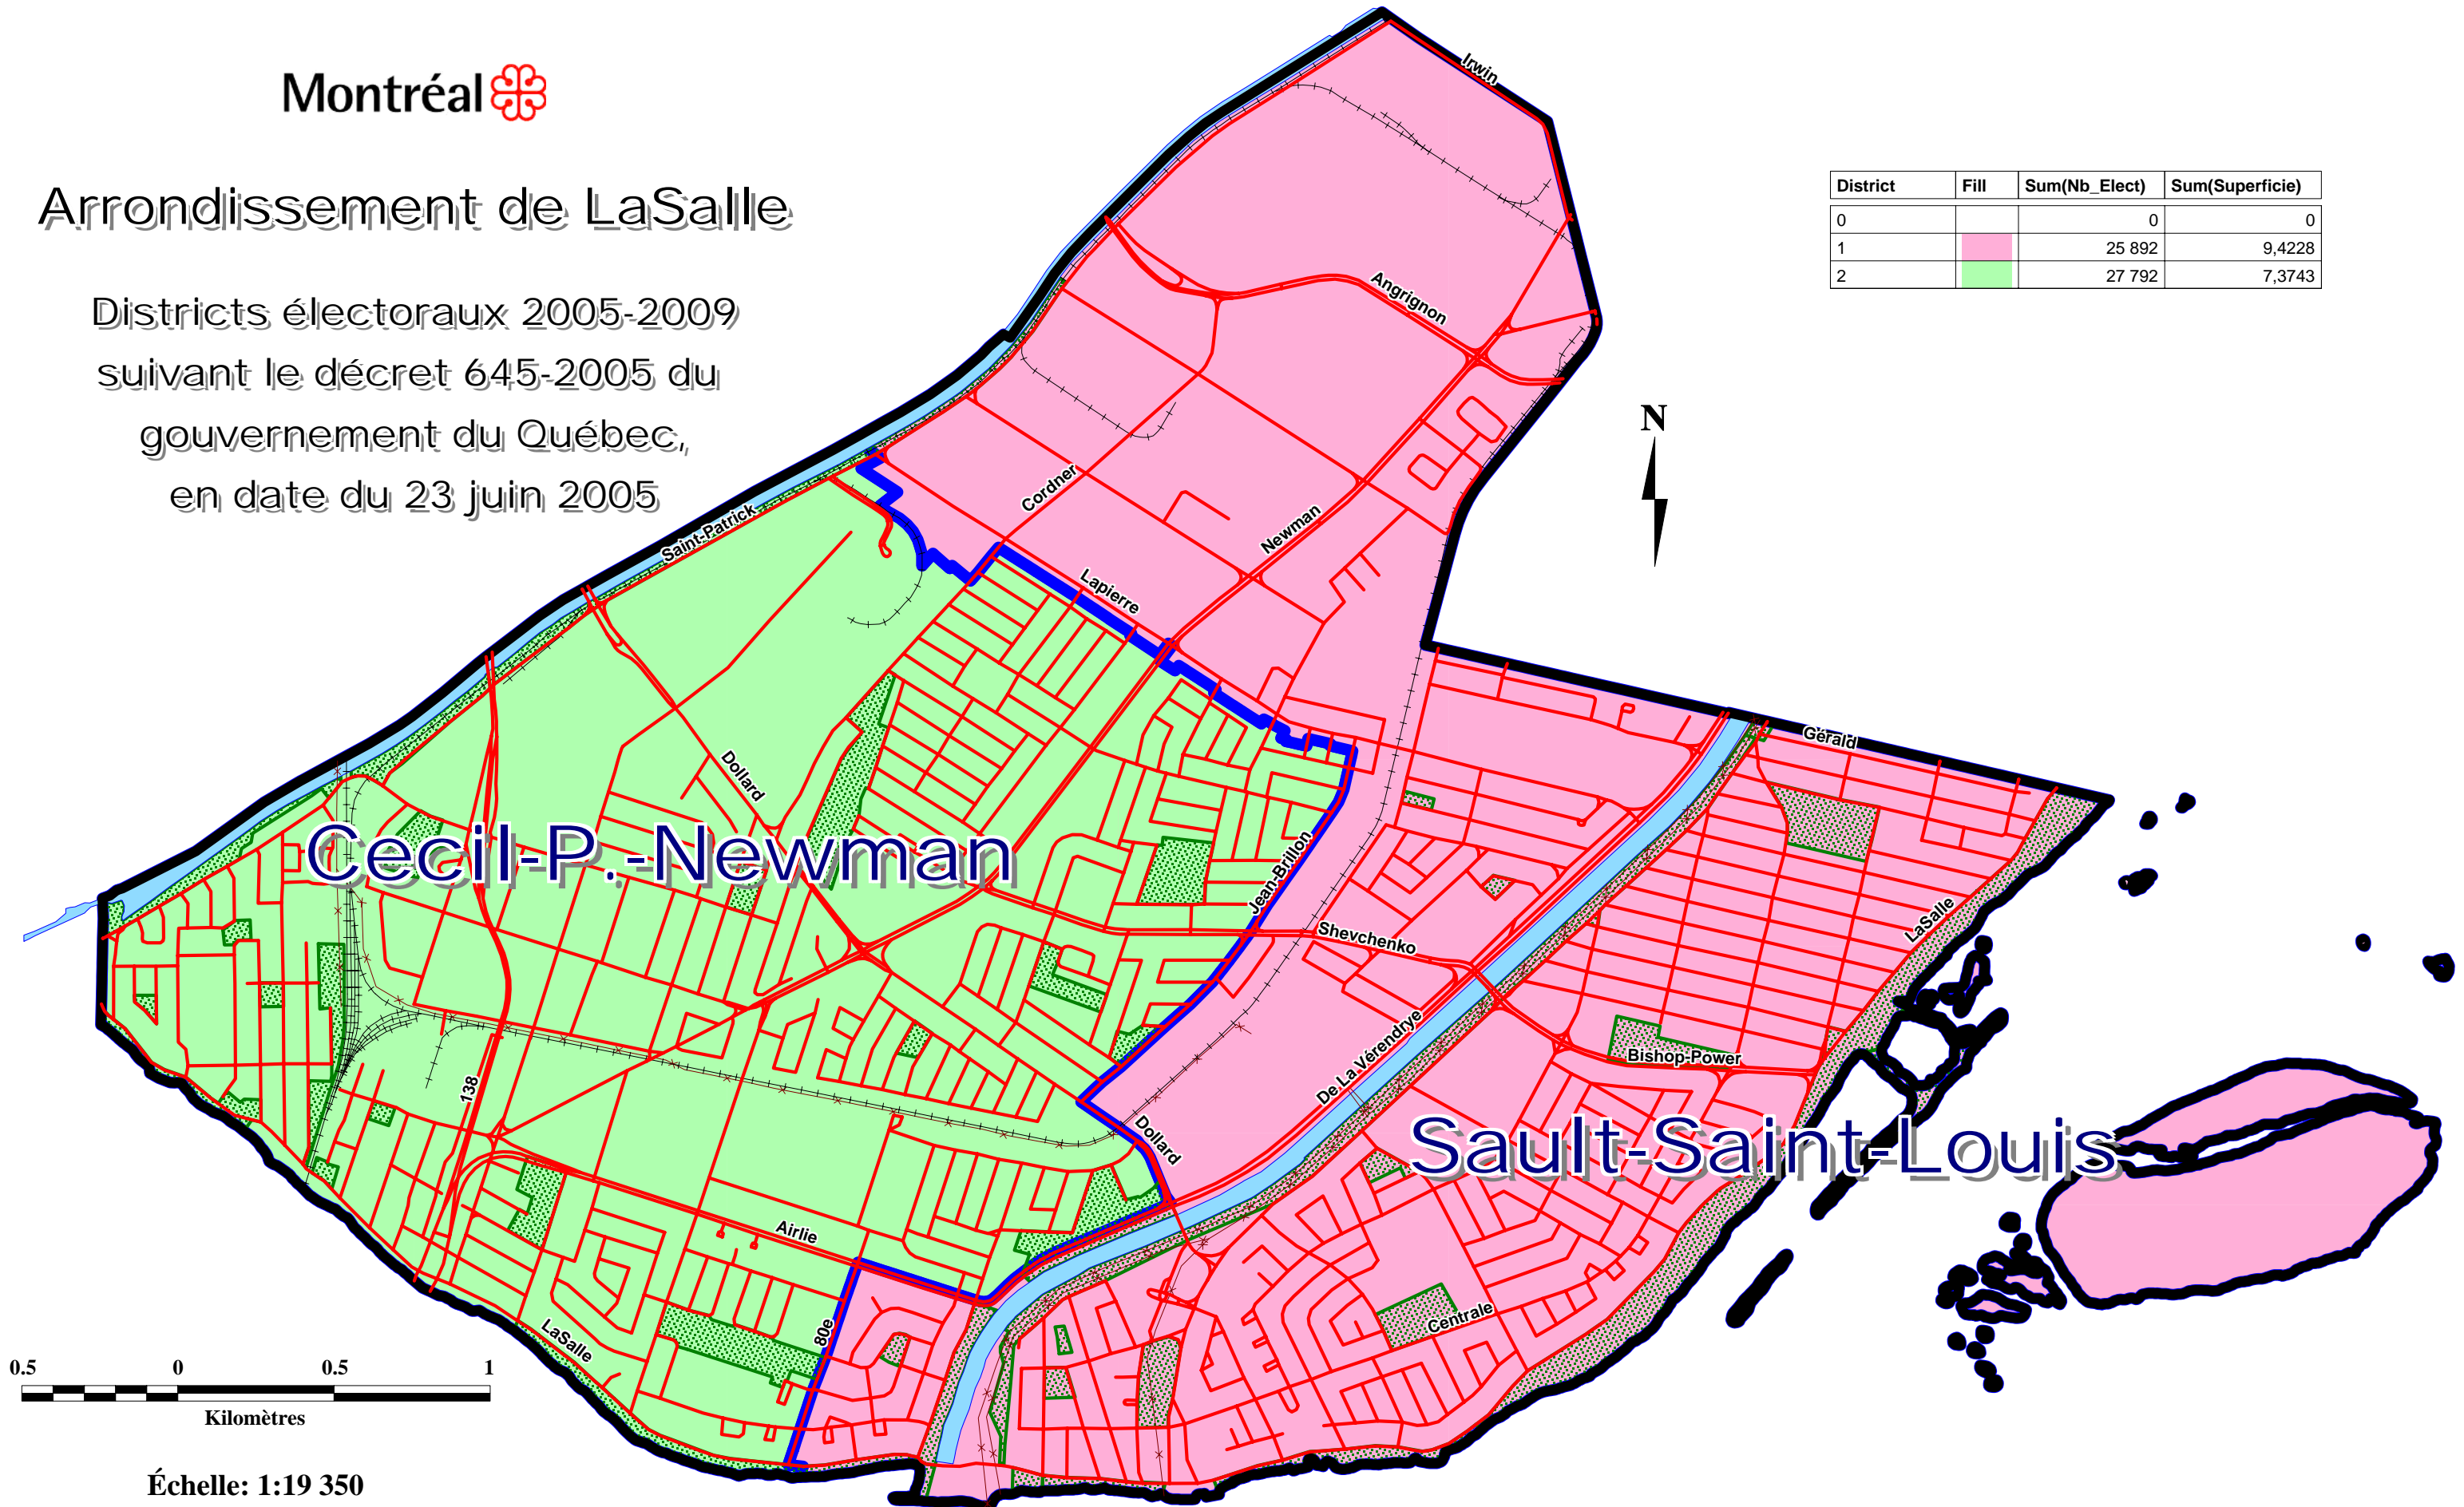 Montréal
Arrondissement de LaSalle
Districts électoraux 2005-2009
suivant le décret 645-2005 du
gouvernement du Québec,
en date du 23 juin 2005
District Fill Sum(Nb_Elect) Sum(Superficie)
0 0 0
1 25 892 9,4228
2 27 792 7,3743
N
Irwin
Angrignon
Cordner
Newman
Saint-Patrick
Lapierre
Gérald
Dollard
Cecil-P.-Newman
Jean-Brillon
Shevchenko
LaSalle
De La Vérendrye
Bishop-Power
138
Dollard
Sault-Saint-Louis
Airlie
80e
Centrale
LaSalle
0.5 0 0.5 1
Kilomètres
Échelle: 1:19 350